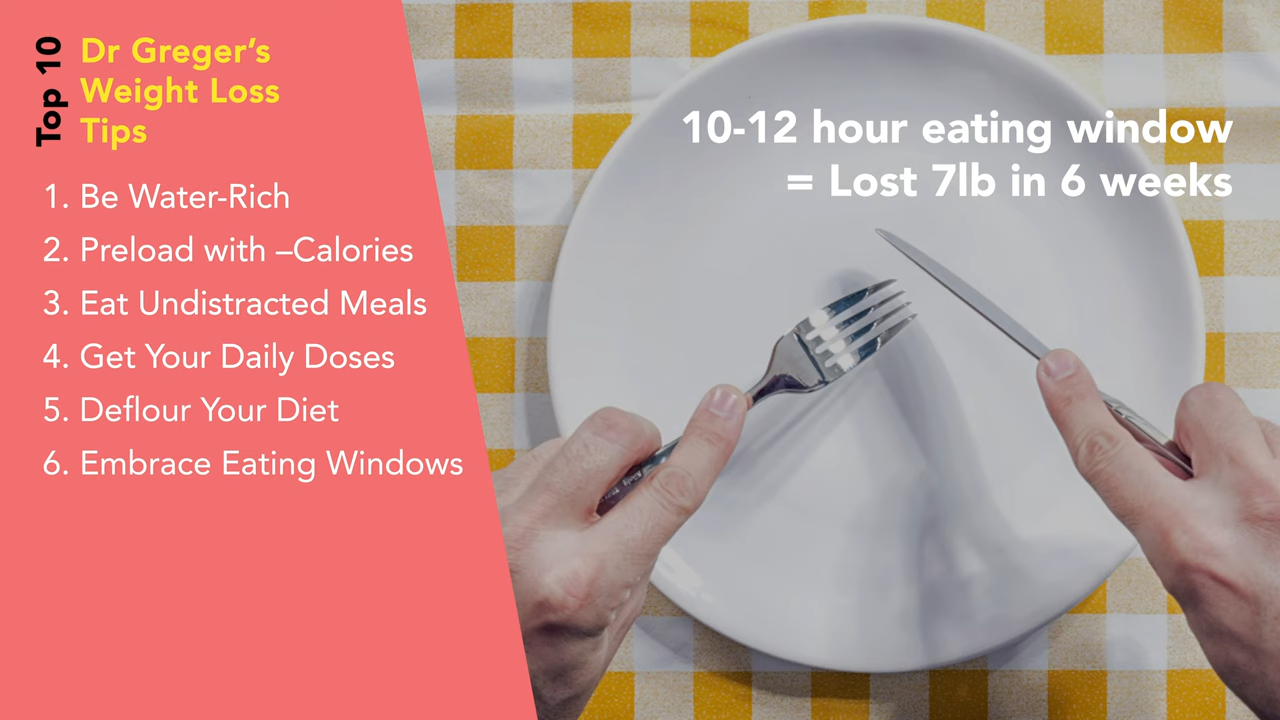 Top 10
Dr Greger’s
Weight Loss
Tips
1. Be Water-Rich
2. Preload with –Calories
3. Eat Undistracted Meals
4. Get Your Daily Doses
5. Deflour Your Diet
6. Embrace Eating Windows
10-12 hour eating window
= Lost 7lb in 6 weeks